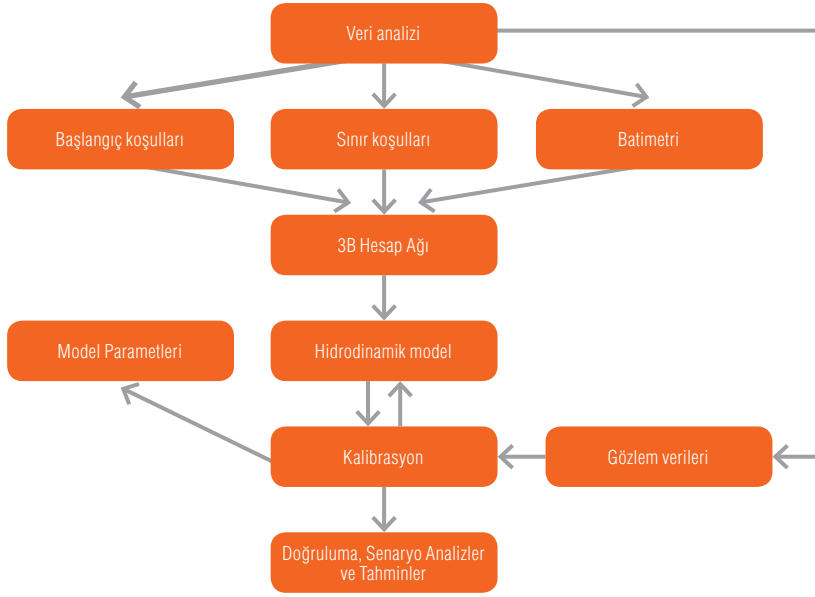 Veri analizi
Başlangıç koşulları
Sınır koşulları
Batimetri
3B Hesap Ağı
Model Parametleri
Hidrodinamik model
Kalibrasyon
Gözlem verileri
Doğruluma, Senaryo Analizler
ve Tahminler